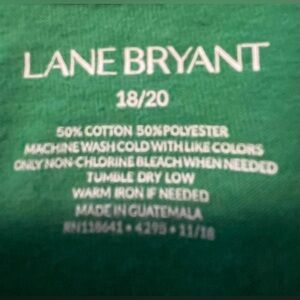 LANE BRYANT
18/20
50% COTTON 50% POLYESTER
MACHINE WASH COLD WITH LIKE COLORS
ONLY NON-CHLORINE BLEACH WHEN NEEDED
TUMBLE DRY LOW
WARM IRON IF NEEDED
MADE IN GUATEMALA
RN118641 • 4295 • 11/18